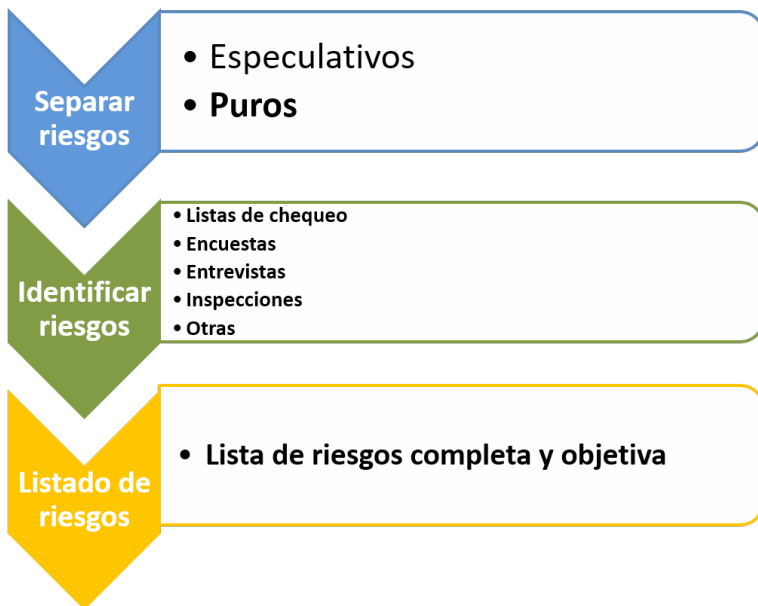 Separar
riesgos
• Especulativos
• Puros
Identificar
riesgos
• Listas de chequeo
• Encuestas
• Entrevistas
• Inspecciones
• Otras
Listado de
riesgos
• Lista de riesgos completa y objetiva